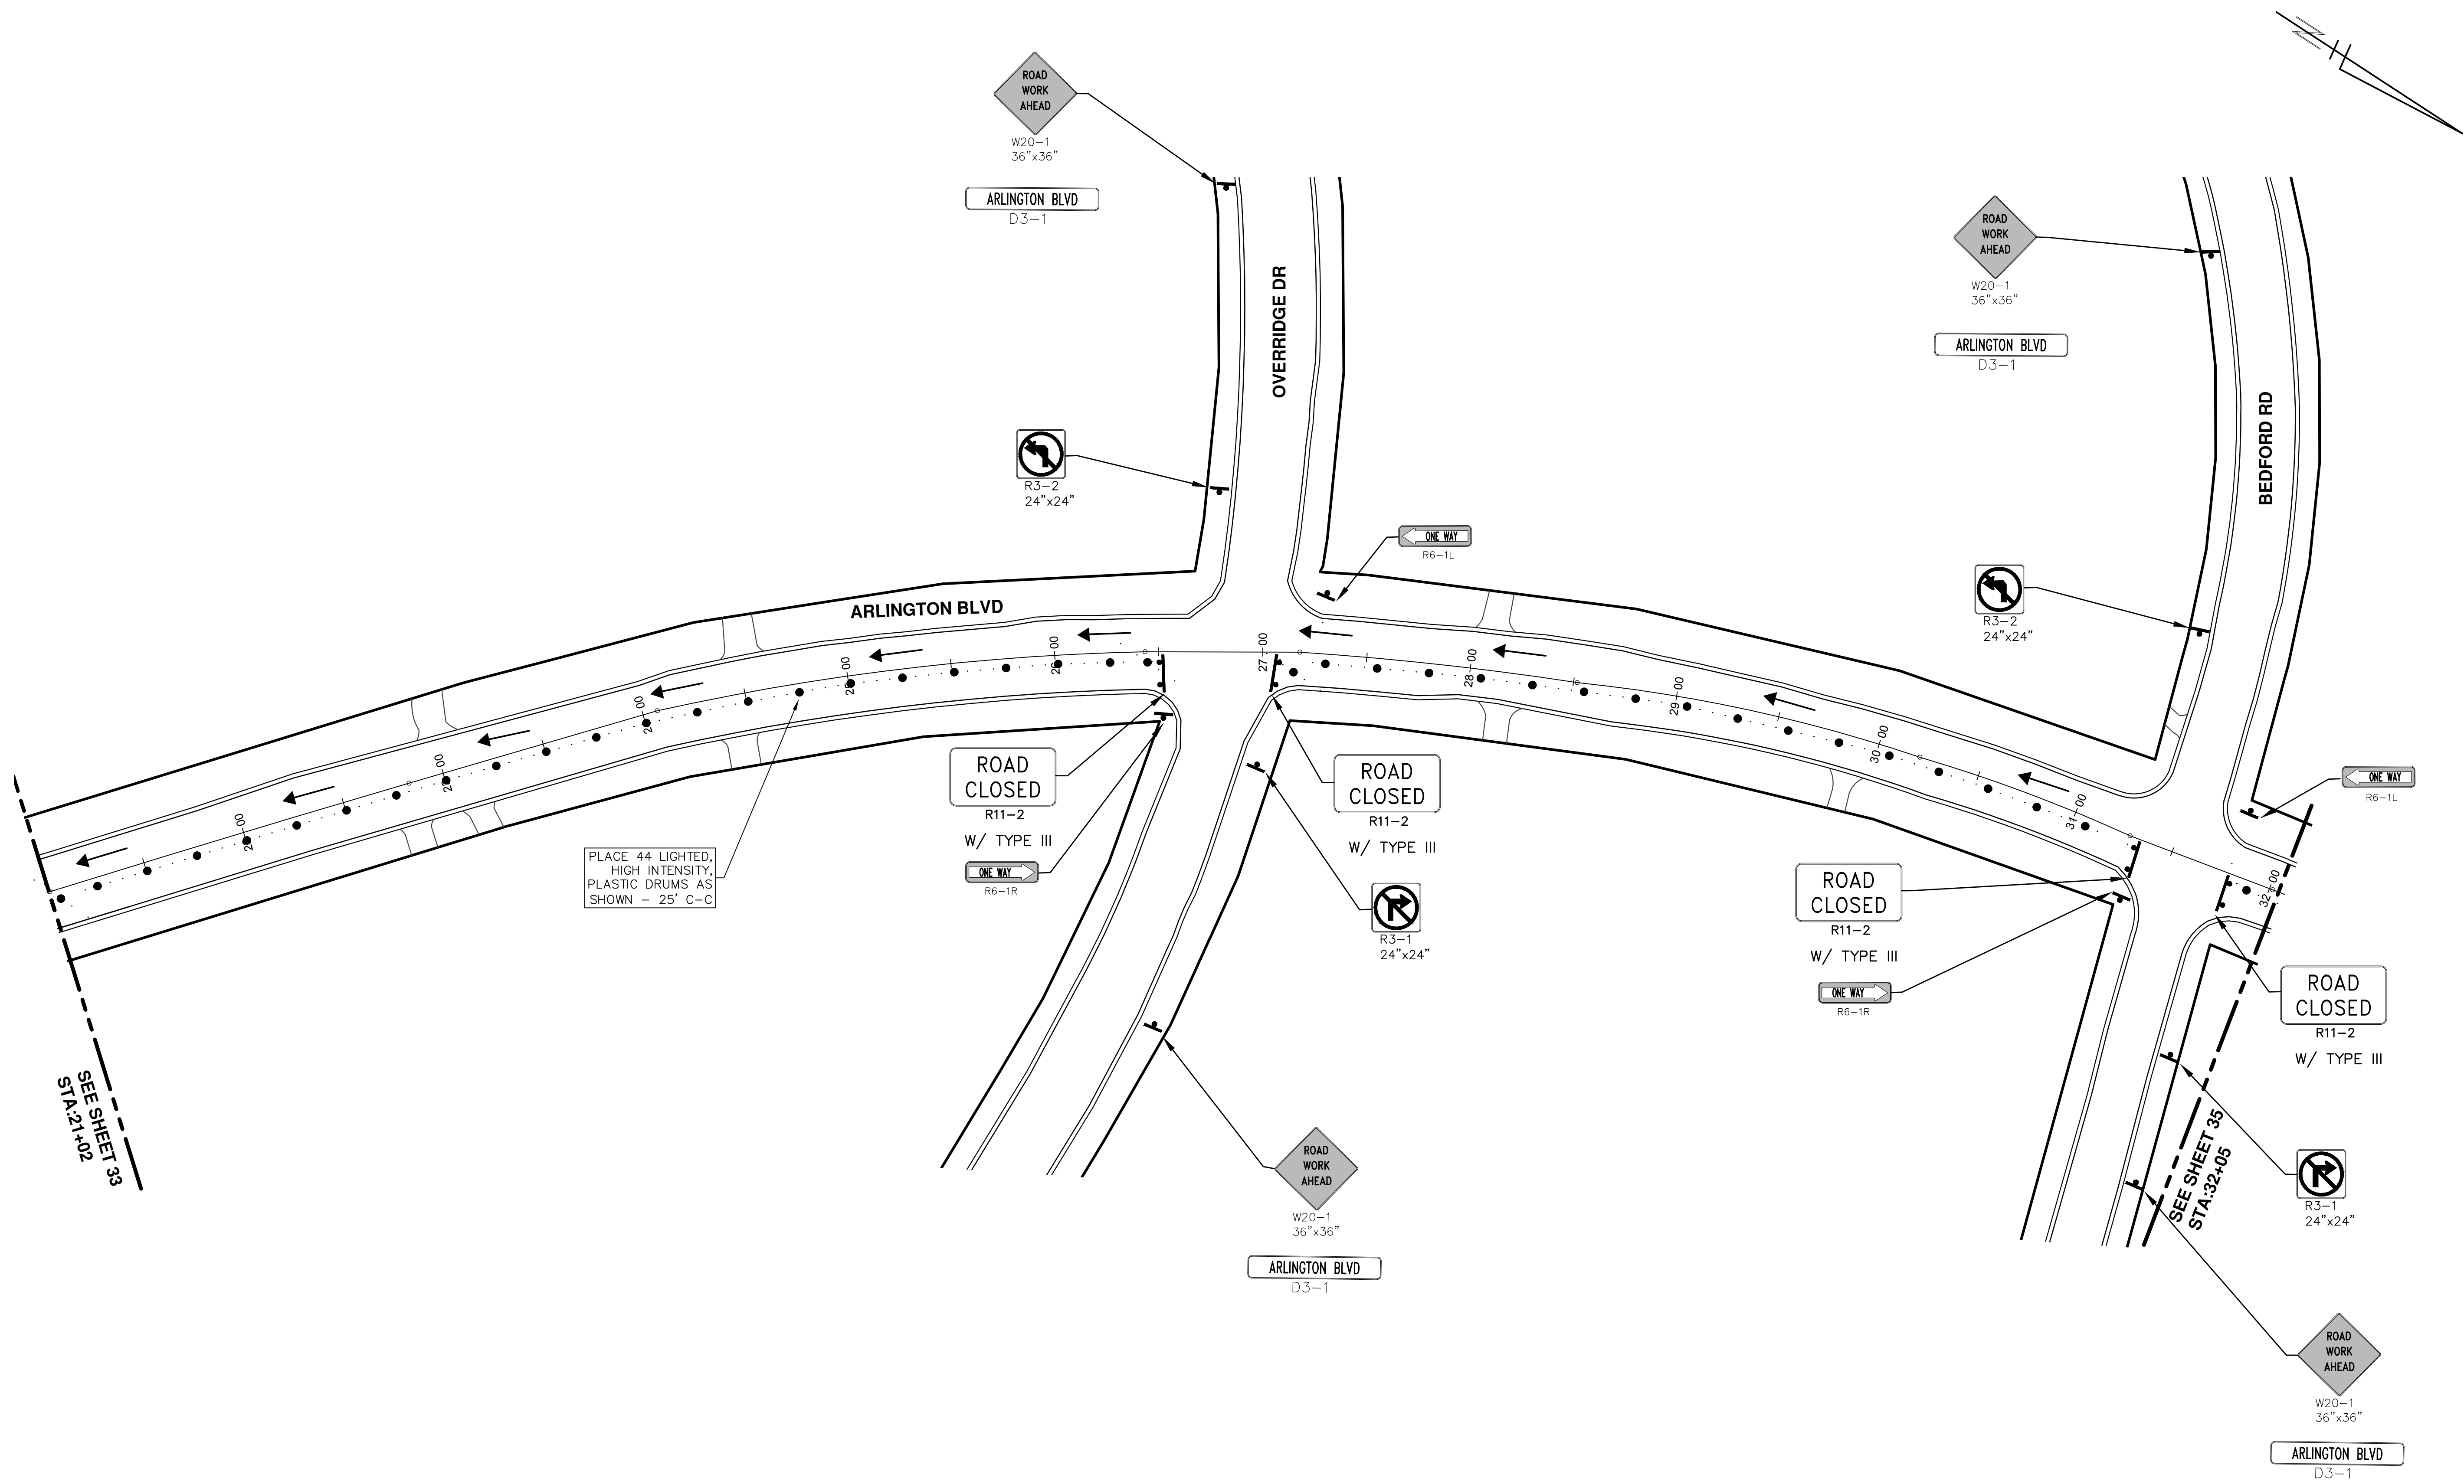 ROAD
WORK
AHEAD
W20-1
36"x36"
ARLINGTON BLVD
D3-1
N
ROAD
WORK
AHEAD
W20-1
36"x36"
ARLINGTON BLVD
D3-1
OVERRIDGE DR
BEDFORD RD
R3-2
24"x24"
ONE WAY
R6-1L
R3-2
24"x24"
ARLINGTON BLVD
27+00
28+00
29+00
30+00
31+00
32+00
ONE WAY
R6-1L
ROAD
CLOSED
R11-2
W/ TYPE III
ONE WAY
R6-1R
ROAD
CLOSED
R11-2
W/ TYPE III
R3-1
24"x24"
PLACE 44 LIGHTED,
HIGH INTENSITY,
PLASTIC DRUMS AS
SHOWN - 25' C-C
ROAD
CLOSED
R11-2
W/ TYPE III
ONE WAY
R6-1R
ROAD
CLOSED
R11-2
W/ TYPE III
SEE SHEET 33
STA:21+02
SEE SHEET 35
STA:32+05
ROAD
WORK
AHEAD
W20-1
36"x36"
ARLINGTON BLVD
D3-1
R3-1
24"x24"
ROAD
WORK
AHEAD
W20-1
36"x36"
ARLINGTON BLVD
D3-1